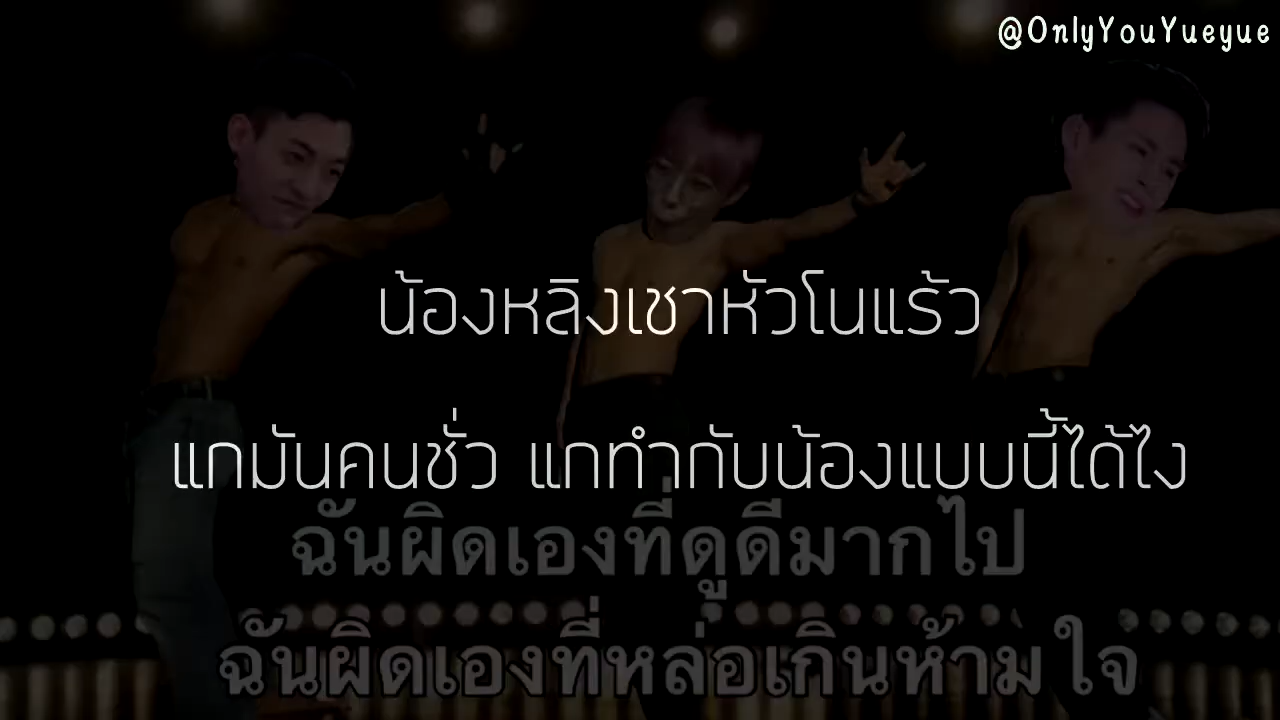 @OnlyYouYueyue
น้องหลิงเชาหัวโนแร้ว
แกมันคนชั่ว แกทำกับน้องแบบนี้ได้ไง
ฉันผิดเองที่ดูดีมากไป
ฉันผิดเองที่หล่อเกินห้ามใจ